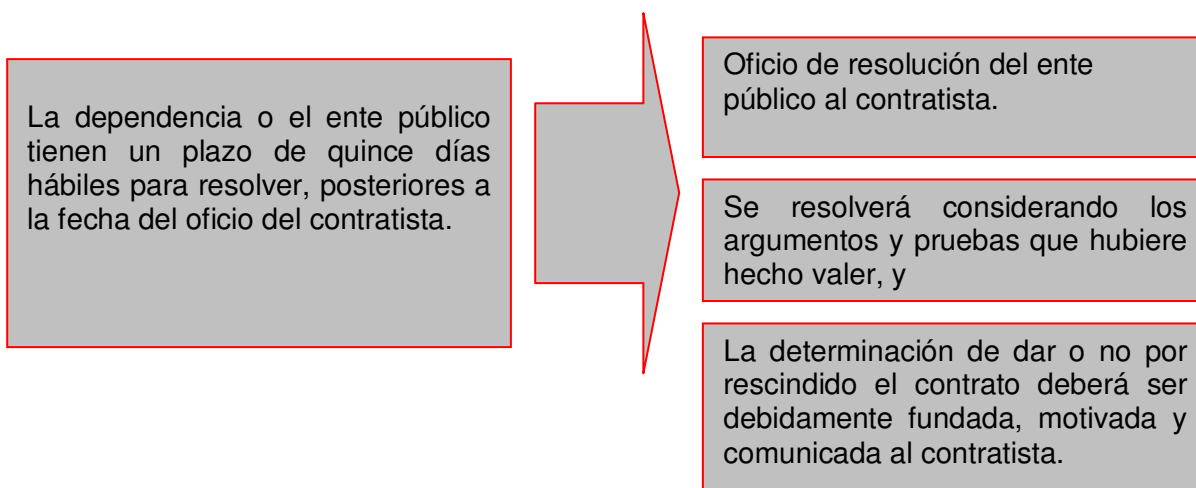 La dependencia o el ente público
tienen un plazo de quince días
hábiles para resolver, posteriores a
la fecha del oficio del contratista.
Oficio de resolución del ente
público al contratista.
Se resolverá considerando los
argumentos y pruebas que hubiere
hecho valer, y
La determinación de dar o no por
rescindido el contrato deberá ser
debidamente fundada, motivada y
comunicada al contratista.